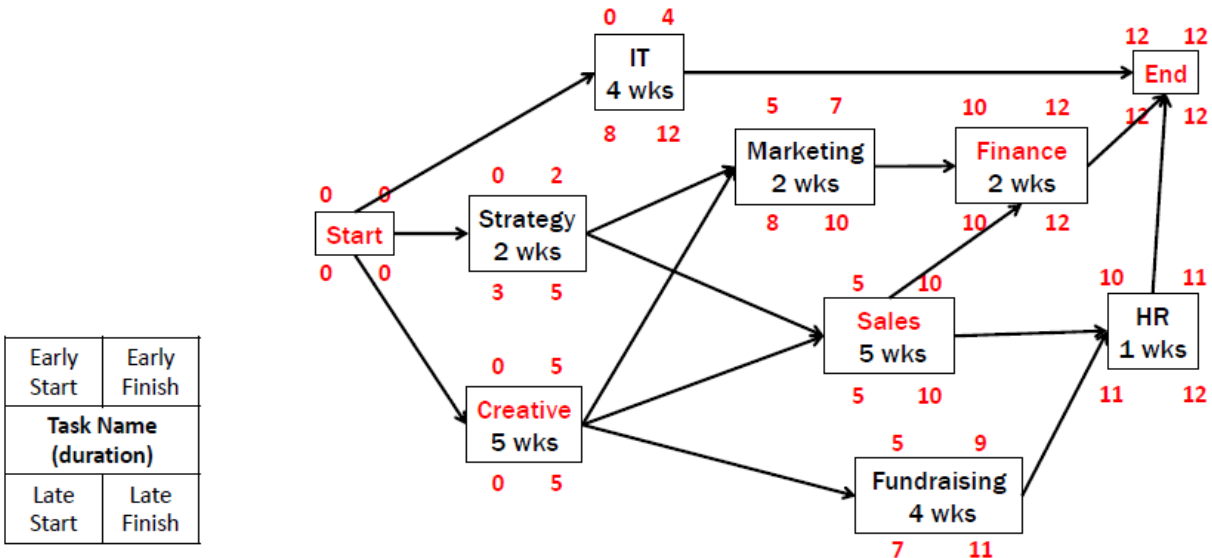 0 4
IT
4 wks
8 12
12 12
End
12 12
5 7
Marketing
2 wks
8 10
10 12
Finance
2 wks
10 12
0 0
Start
0 0
0 2
Strategy
2 wks
3 5
5 10
Sales
5 wks
5 10
10 11
HR
1 wks
11 12
0 5
Creative
5 wks
0 5
5 9
Fundraising
4 wks
7 11
Early Early
Start Finish
Task Name
(duration)
Late Late
Start Finish